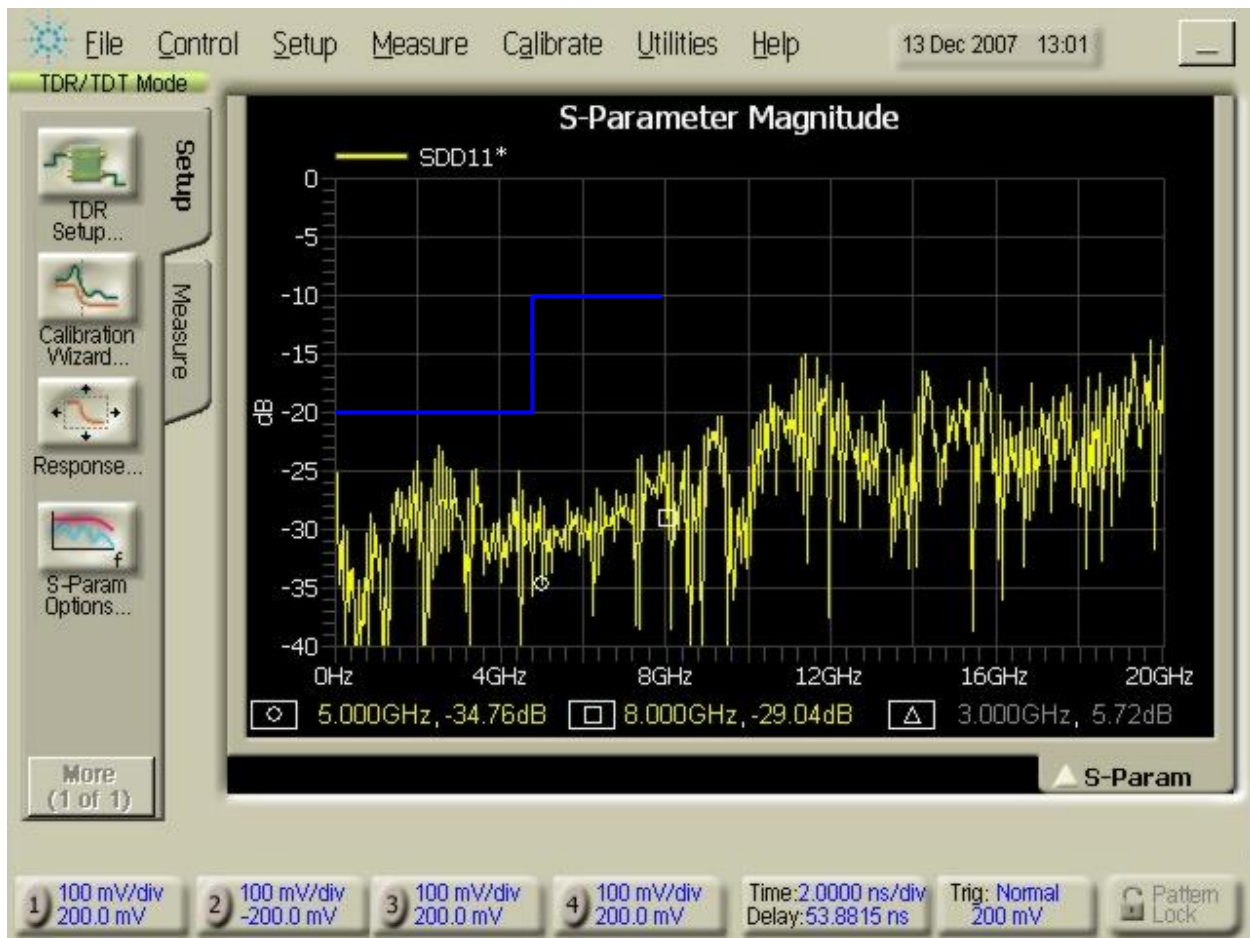 File Control Setup Measure Calibrate Utilities Help 13 Dec 2007 13:01
TDR/TDT Mode
Setup
Measure
TDR
Setup...
Calibration
Wizard...
Response...
S-Param
Options...
More
(1 of 1)
S-Parameter Magnitude
SDD11*
0
-5
-10
-15
-20
-25
-30
-35
-40
dB
0Hz 4GHz 8GHz 12GHz 16GHz 20GHz
5.000GHz, -34.76dB 8.000GHz, -29.04dB 3.000GHz, 5.72dB
S-Param
1 100 mV/div
200.0 mV
2 100 mV/div
-200.0 mV
3 100 mV/div
200.0 mV
4 100 mV/div
200.0 mV
Time:2.0000 ns/div
Delay:53.8815 ns
Trig: Normal
200 mV
Pattern
Lock
f